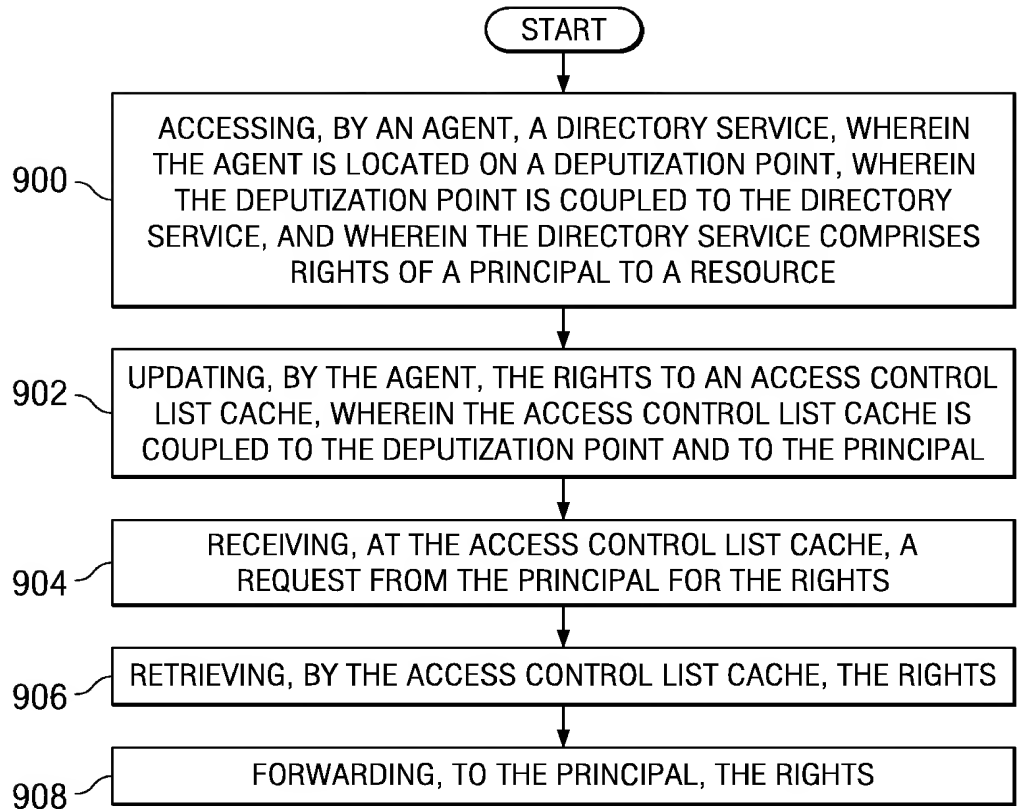 START
900
ACCESSING, BY AN AGENT, A DIRECTORY SERVICE, WHEREIN
THE AGENT IS LOCATED ON A DEPUTIZATION POINT, WHEREIN
THE DEPUTIZATION POINT IS COUPLED TO THE DIRECTORY
SERVICE, AND WHEREIN THE DIRECTORY SERVICE COMPRISES
RIGHTS OF A PRINCIPAL TO A RESOURCE
902
UPDATING, BY THE AGENT, THE RIGHTS TO AN ACCESS CONTROL
LIST CACHE, WHEREIN THE ACCESS CONTROL LIST CACHE IS
COUPLED TO THE DEPUTIZATION POINT AND TO THE PRINCIPAL
904
RECEIVING, AT THE ACCESS CONTROL LIST CACHE, A
REQUEST FROM THE PRINCIPAL FOR THE RIGHTS
906
RETRIEVING, BY THE ACCESS CONTROL LIST CACHE, THE RIGHTS
908
FORWARDING, TO THE PRINCIPAL, THE RIGHTS